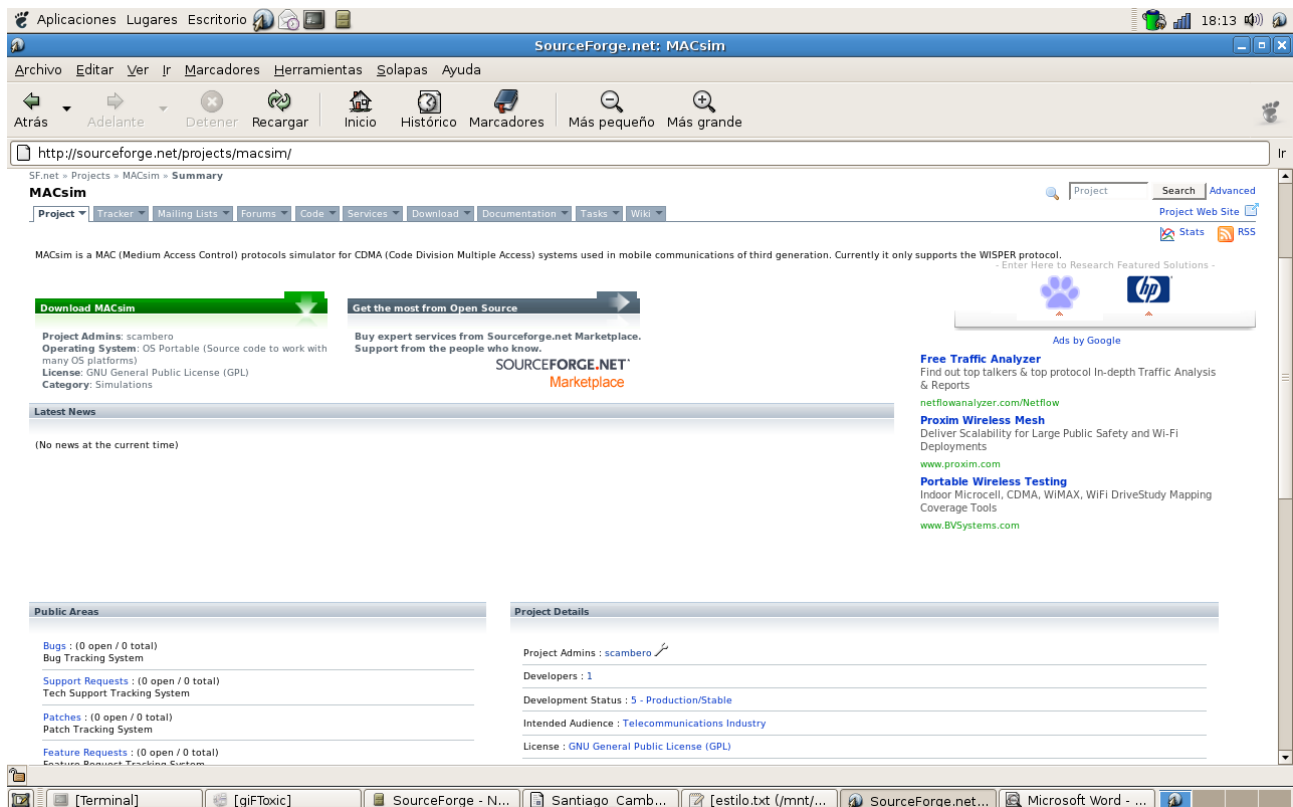 Aplicaciones Lugares Escritorio 18:13
SourceForge.net: MACsim
Archivo Editar Ver Ir Marcadores Herramientas Solapas Ayuda
Atrás Adelante Detener Recargar Inicio Histórico Marcadores Más pequeño Más grande
http://sourceforge.net/projects/macsim/ Ir
SF.net » Projects » MACsim » Summary
MACsim
Project Search Advanced
Project Tracker Mailing Lists Forums Code Services Download Documentation Tasks Wiki
Project Web Site
Stats RSS
MACsim is a MAC (Medium Access Control) protocols simulator for CDMA (Code Division Multiple Access) systems used in mobile communications of third generation. Currently it only supports the WISPER protocol.
- Enter Here to Research Featured Solutions -
hp
Download MACsim
Project Admins: scambero
Operating System: OS Portable (Source code to work with
many OS platforms)
License: GNU General Public License (GPL)
Category: Simulations
Get the most from Open Source
Buy expert services from Sourceforge.net Marketplace.
Support from the people who know.
SOURCEFORGE.NET
Marketplace
Ads by Google
Free Traffic Analyzer
Find out top talkers & top protocol In-depth Traffic Analysis
& Reports
netflowanalyzer.com/Netflow
Proxim Wireless Mesh
Deliver Scalability for Large Public Safety and Wi-Fi
Deployments
www.proxim.com
Portable Wireless Testing
Indoor Microcell, CDMA, WiMAX, WiFi DriveStudy Mapping
Coverage Tools
www.BVSystems.com
Latest News
(No news at the current time)
Public Areas
Bugs : (0 open / 0 total)
Bug Tracking System
Support Requests : (0 open / 0 total)
Tech Support Tracking System
Patches : (0 open / 0 total)
Patch Tracking System
Feature Requests : (0 open / 0 total)
Feature Request Tracking System
Project Details
Project Admins : scambero
Developers : 1
Development Status : 5 - Production/Stable
Intended Audience : Telecommunications Industry
License : GNU General Public License (GPL)
[Terminal] [giFToxic] SourceForge - N... Santiago_Camb... [estilo.txt (/mnt/... SourceForge.net... Microsoft Word - ...